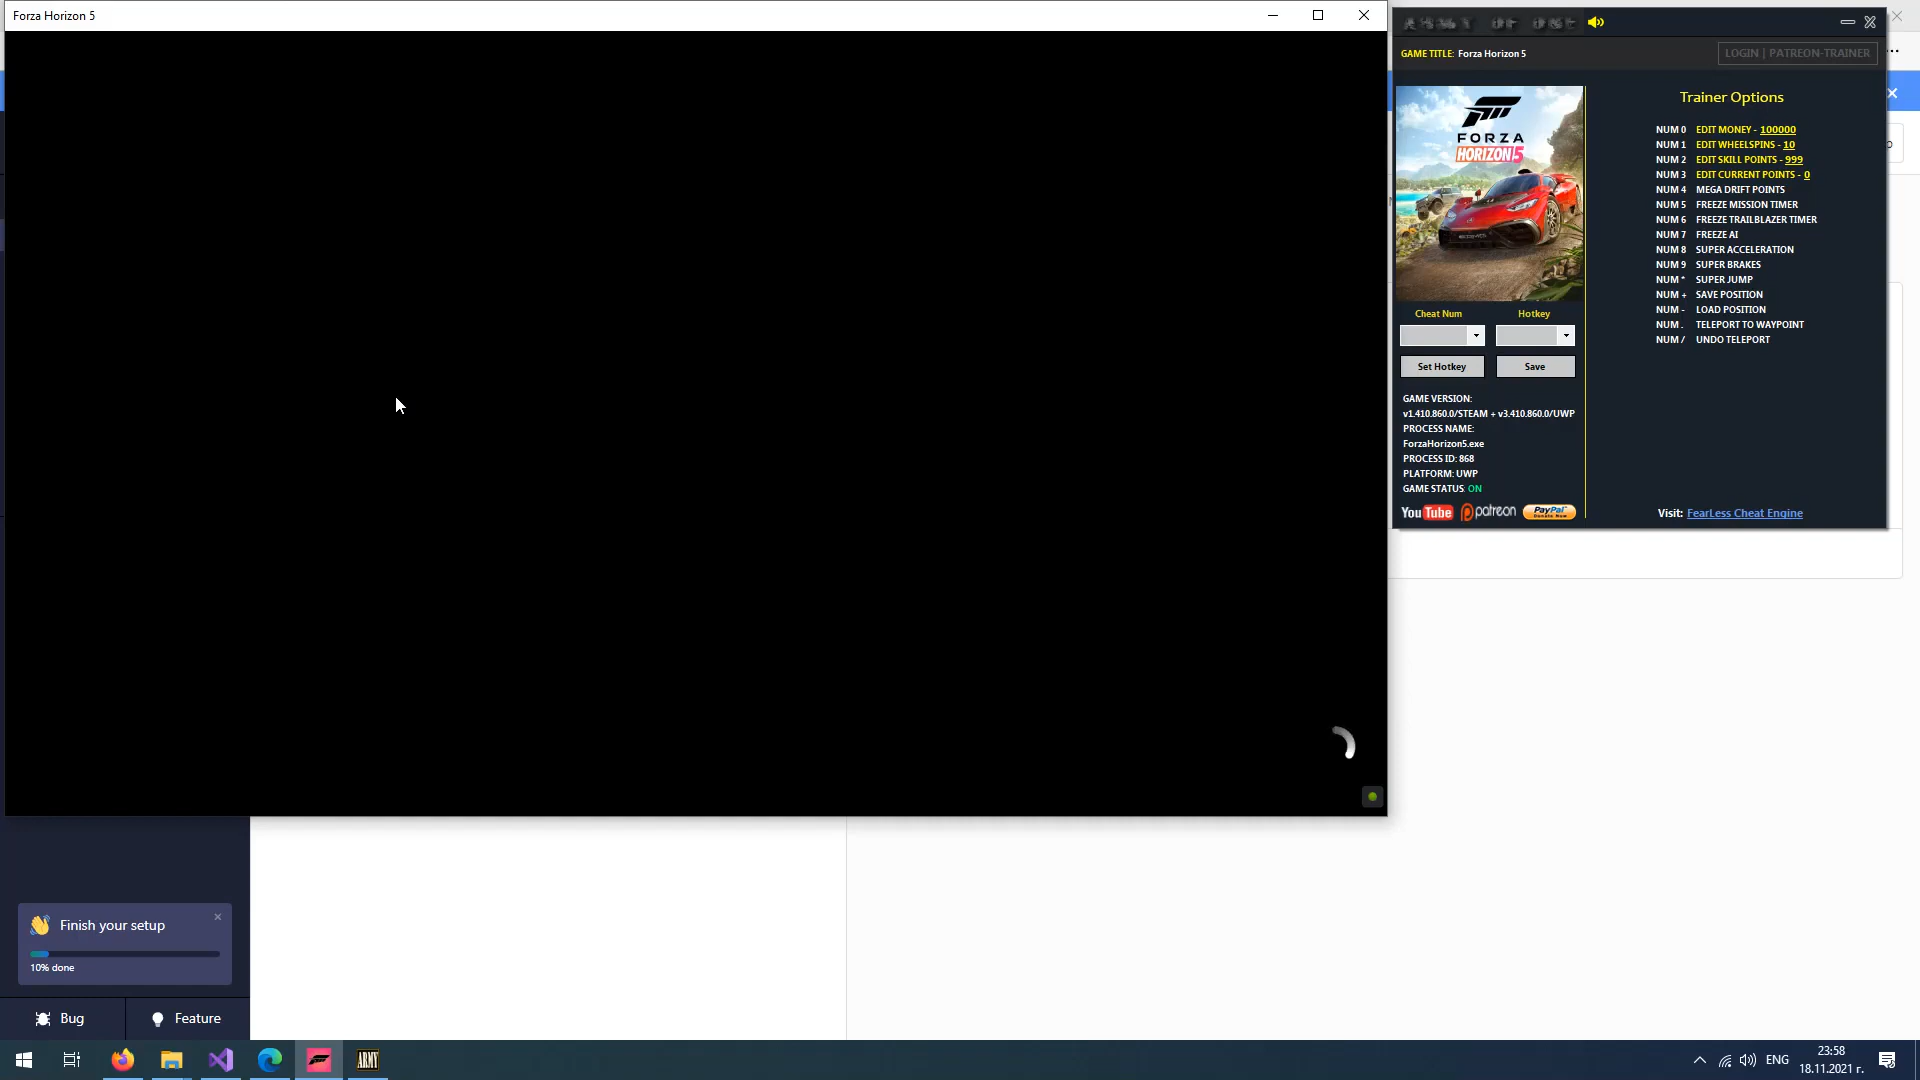 Forza Horizon 5
GAME TITLE: Forza Horizon 5
LOGIN | PATREON-TRAINER
FORZA
HORIZON 5
Trainer Options
NUM 0 EDIT MONEY - 100000
NUM 1 EDIT WHEELSPINS - 10
NUM 2 EDIT SKILL POINTS - 999
NUM 3 EDIT CURRENT POINTS - 0
NUM 4 MEGA DRIFT POINTS
NUM 5 FREEZE MISSION TIMER
NUM 6 FREEZE TRAILBLAZER TIMER
NUM 7 FREEZE AI
NUM 8 SUPER ACCELERATION
NUM 9 SUPER BRAKES
NUM * SUPER JUMP
NUM + SAVE POSITION
NUM - LOAD POSITION
NUM . TELEPORT TO WAYPOINT
NUM / UNDO TELEPORT
Cheat Num Hotkey
Set Hotkey Save
GAME VERSION:
v1.410.860.0/STEAM + v3.410.860.0/UWP
PROCESS NAME:
ForzaHorizon5.exe
PROCESS ID: 868
PLATFORM: UWP
GAME STATUS: ON
YouTube patreon PayPal
Donate Now
Visit: FearLess Cheat Engine
Finish your setup
10% done
Bug Feature
ARMY
ENG
23:58
18.11.2021 г.